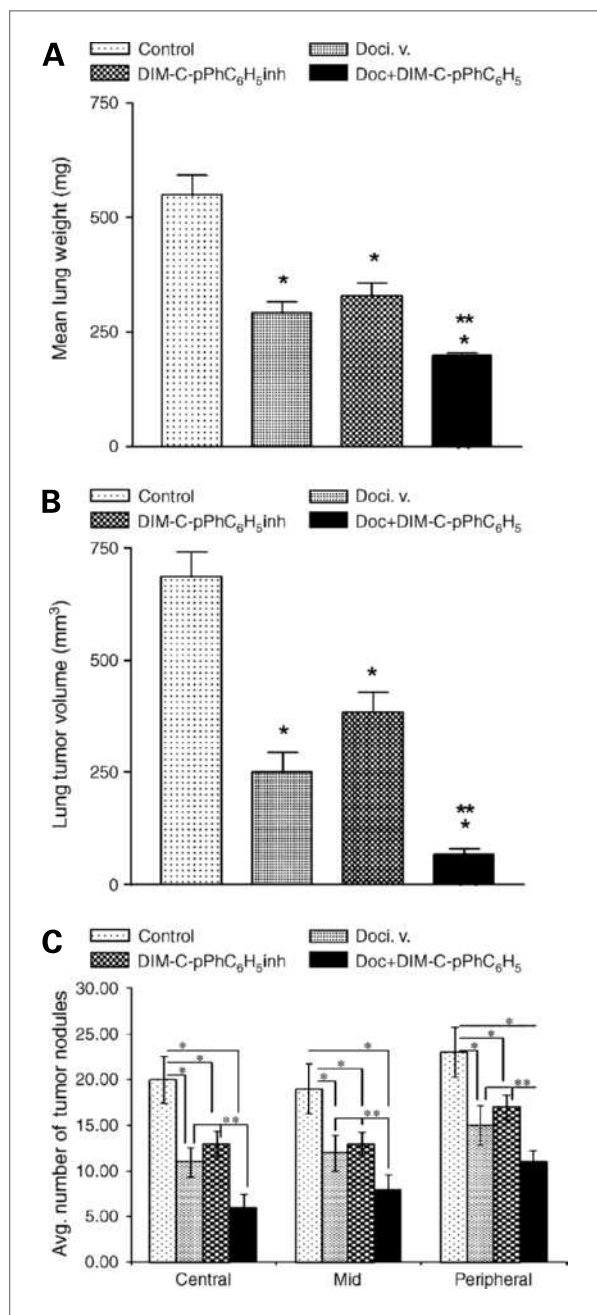 A
Control
Doci. v.
DIM-C-pPhC₆H₅inh
Doc+DIM-C-pPhC₆H₅
Mean lung weight (mg)
750
500
250
0
*
*
**
*
B
Control
Doci. v.
DIM-C-pPhC₆H₅inh
Doc+DIM-C-pPhC₆H₅
Lung tumor volume (mm³)
750
500
250
0
*
*
**
*
C
Control
Doci. v.
DIM-C-pPhC₆H₅inh
Doc+DIM-C-pPhC₆H₅
Avg. number of tumor nodules
30.00
25.00
20.00
15.00
10.00
5.00
0.00
*
*
*
**
*
*
*
**
*
*
*
**
Central
Mid
Peripheral